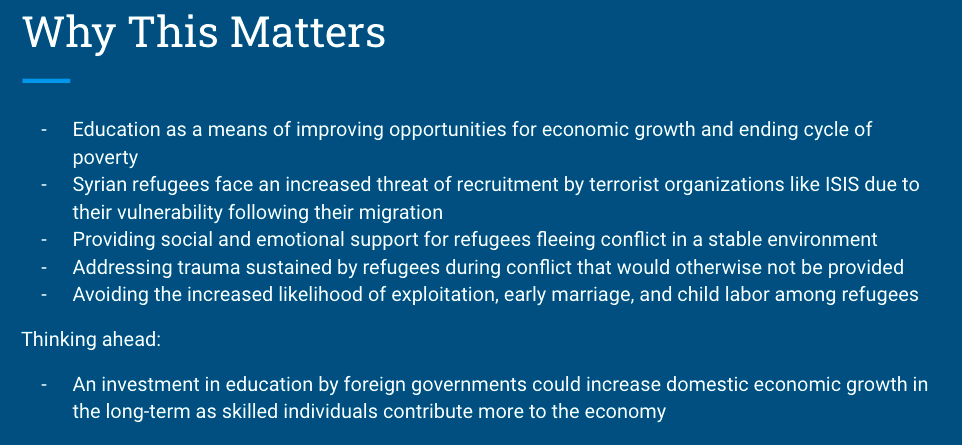 Why This Matters
- Education as a means of improving opportunities for economic growth and ending cycle of
poverty
- Syrian refugees face an increased threat of recruitment by terrorist organizations like ISIS due to
their vulnerability following their migration
- Providing social and emotional support for refugees fleeing conflict in a stable environment
- Addressing trauma sustained by refugees during conflict that would otherwise not be provided
- Avoiding the increased likelihood of exploitation, early marriage, and child labor among refugees
Thinking ahead:
- An investment in education by foreign governments could increase domestic economic growth in
the long-term as skilled individuals contribute more to the economy